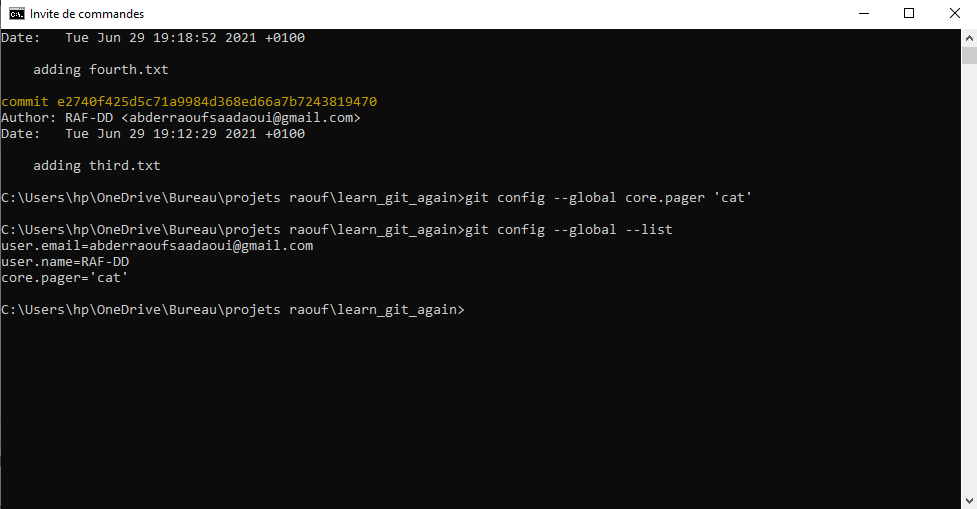 Invite de commandes
Date:   Tue Jun 29 19:18:52 2021 +0100
    adding fourth.txt
commit e2740f425d5c71a9984d368ed66a7b7243819470
Author: RAF-DD <abderraoufsaadaoui@gmail.com>
Date:   Tue Jun 29 19:12:29 2021 +0100
    adding third.txt
C:\Users\hp\OneDrive\Bureau\projets raouf\learn_git_again>git config --global core.pager 'cat'
C:\Users\hp\OneDrive\Bureau\projets raouf\learn_git_again>git config --global --list
user.email=abderraoufsaadaoui@gmail.com
user.name=RAF-DD
core.pager='cat'
C:\Users\hp\OneDrive\Bureau\projets raouf\learn_git_again>